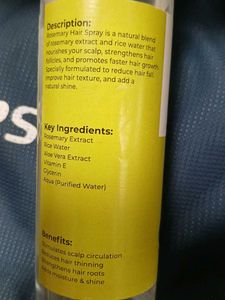 Description:
Rosemary Hair Spray is a natural blend
of rosemary extract and rice water that
nourishes your scalp, strengthens hair
follicles, and promotes faster hair growth.
Specially formulated to reduce hair fall,
improve hair texture, and add a
natural shine.
Key Ingredients:
Rosemary Extract
Rice Water
Aloe Vera Extract
Vitamin E
Glycerin
Aqua (Purified Water)
Benefits:
Stimulates scalp circulation
Reduces hair thinning
Strengthens hair roots
moisture & shine